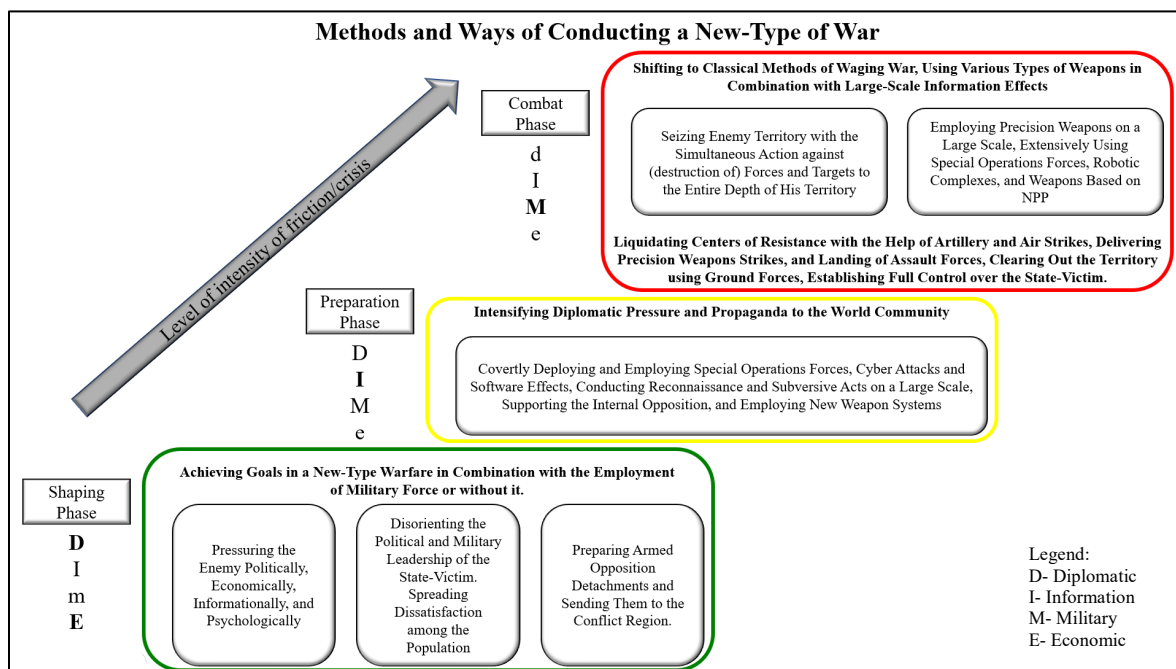 Methods and Ways of Conducting a New-Type of War
Shifting to Classical Methods of Waging War, Using Various Types of Weapons in
Combination with Large-Scale Information Effects
Combat
Phase
d
I
M
e
Seizing Enemy Territory with the
Simultaneous Action against
(destruction of) Forces and Targets to
the Entire Depth of His Territory
Employing Precision Weapons on a
Large Scale, Extensively Using
Special Operations Forces, Robotic
Complexes, and Weapons Based on
NPP
Liquidating Centers of Resistance with the Help of Artillery and Air Strikes, Delivering
Precision Weapons Strikes, and Landing of Assault Forces, Clearing Out the Territory
using Ground Forces, Establishing Full Control over the State-Victim.
Level of intensity of friction/crisis
Preparation
Phase
D
I
M
e
Intensifying Diplomatic Pressure and Propaganda to the World Community
Covertly Deploying and Employing Special Operations Forces, Cyber Attacks and
Software Effects, Conducting Reconnaissance and Subversive Acts on a Large Scale,
Supporting the Internal Opposition, and Employing New Weapon Systems
Shaping
Phase
D
I
m
E
Achieving Goals in a New-Type Warfare in Combination with the Employment
of Military Force or without it.
Pressuring the
Enemy Politically,
Economically,
Informationally, and
Psychologically
Disorienting the
Political and Military
Leadership of the
State-Victim.
Spreading
Dissatisfaction
among the
Population
Preparing Armed
Opposition
Detachments and
Sending Them to the
Conflict Region.
Legend:
D- Diplomatic
I- Information
M- Military
E- Economic